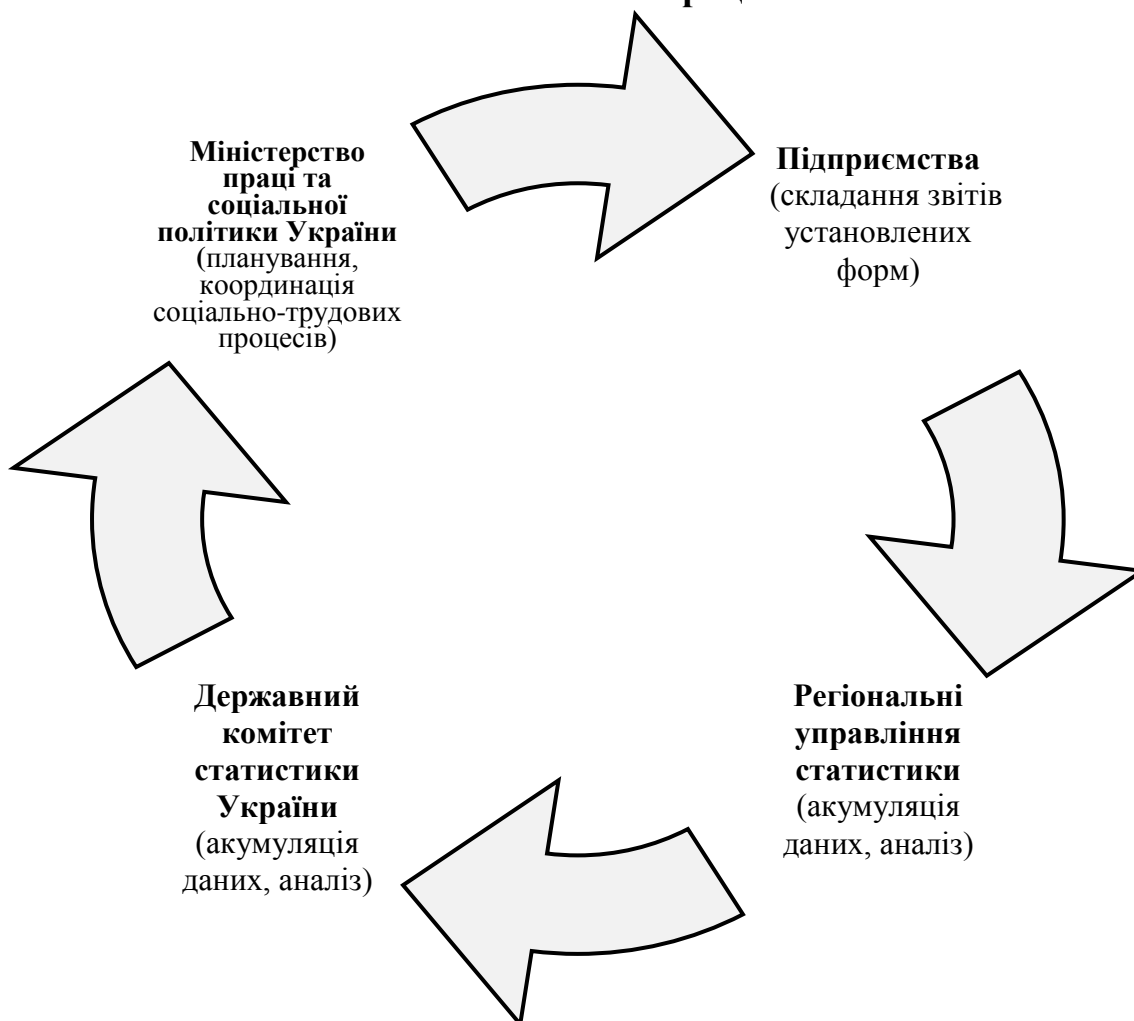 Міністерство
праці та
соціальної
політики України
(планування,
координація
соціально-трудових
процесів)
Підприємства
(складання звітів
установлених
форм)
Державний
комітет
статистики
України
(акумуляція
даних, аналіз)
Регіональні
управління
статистики
(акумуляція
даних, аналіз)